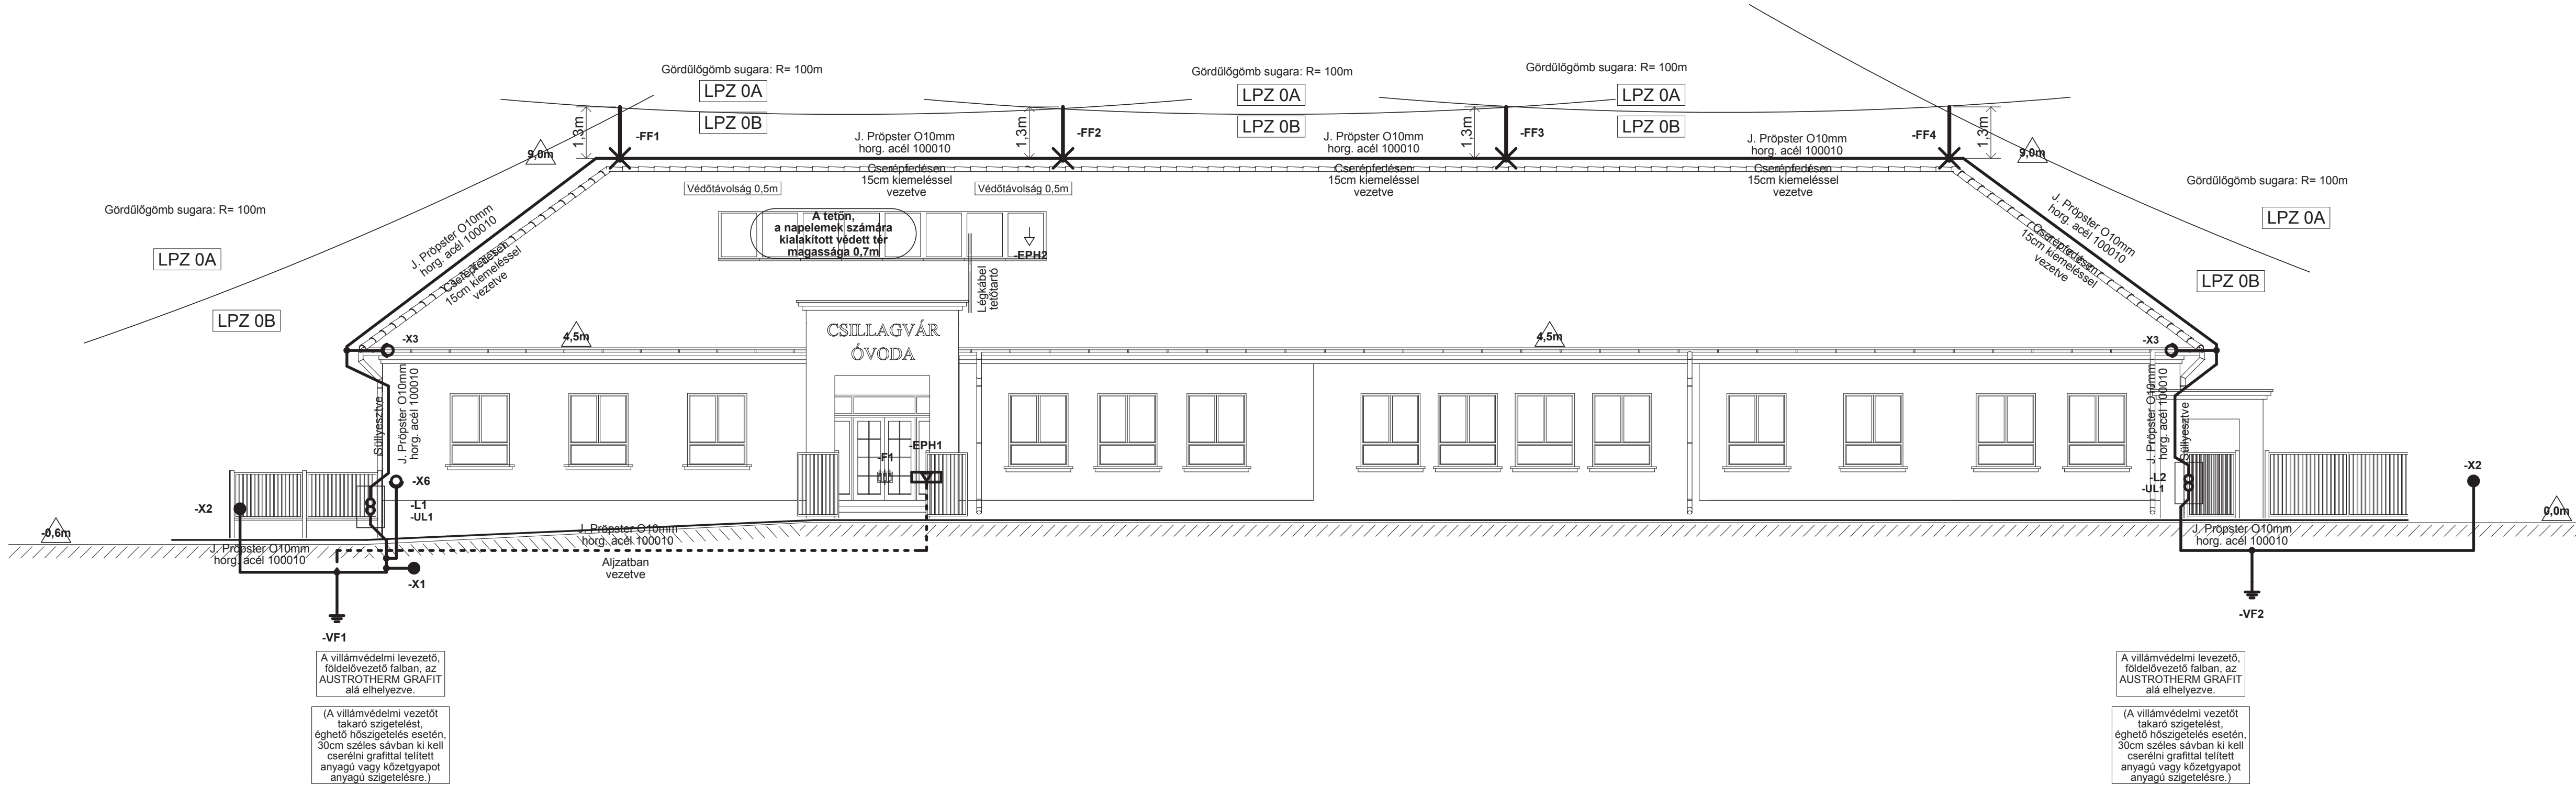 Gördülőgömb sugara: R= 100m
Gördülőgömb sugara: R= 100m
Gördülőgömb sugara: R= 100m
LPZ 0A
LPZ 0A
LPZ 0A
LPZ 0B
LPZ 0B
LPZ 0B
1,3m
-FF1
1,3m
-FF2
1,3m
-FF3
-FF4
1,3m
J. Pröpster O10mm
horg. acél 100010
J. Pröpster O10mm
horg. acél 100010
J. Pröpster O10mm
horg. acél 100010
9,0m
9,0m
Cserépfedésen
15cm kiemeléssel
vezetve
Cserépfedésen
15cm kiemeléssel
vezetve
Cserépfedésen
15cm kiemeléssel
vezetve
Védőtávolság 0,5m
Védőtávolság 0,5m
Gördülőgömb sugara: R= 100m
Gördülőgömb sugara: R= 100m
LPZ 0A
LPZ 0A
LPZ 0B
LPZ 0B
J. Pröpster O10mm
horg. acél 100010
Cserépfedésen
15cm kiemeléssel
vezetve
J. Pröpster O10mm
horg. acél 100010
Cserépfedésen
15cm kiemeléssel
vezetve
A tetőn,
a napelemek számára
kialakított védett tér
magassága 0,7m
-EPH2
Légkábel
tetőtartó
CSILLAGVÁR
ÓVODA
4,5m
4,5m
-X3
-X3
Süllyesztve
J. Pröpster O10mm
horg. acél 100010
J. Pröpster O10mm
horg. acél 100010
Süllyesztve
-EPH1
-F1
-X6
-X2
-L1
-UL1
-L2
-UL1
-X2
-0,6m
0,0m
J. Pröpster O10mm
horg. acél 100010
J. Pröpster O10mm
horg. acél 100010
Aljzatban
vezetve
J. Pröpster O10mm
horg. acél 100010
-X1
-VF1
-VF2
A villámvédelmi levezető,
földelővezető falban, az
AUSTROTHERM GRAFIT
alá elhelyezve.
(A villámvédelmi vezetőt
takaró szigetelést,
éghető hőszigetelés esetén,
30cm széles sávban ki kell
cserélni grafittal telített
anyagú vagy kőzetgyapot
anyagú szigetelésre.)
A villámvédelmi levezető,
földelővezető falban, az
AUSTROTHERM GRAFIT
alá elhelyezve.
(A villámvédelmi vezetőt
takaró szigetelést,
éghető hőszigetelés esetén,
30cm széles sávban ki kell
cserélni grafittal telített
anyagú vagy kőzetgyapot
anyagú szigetelésre.)